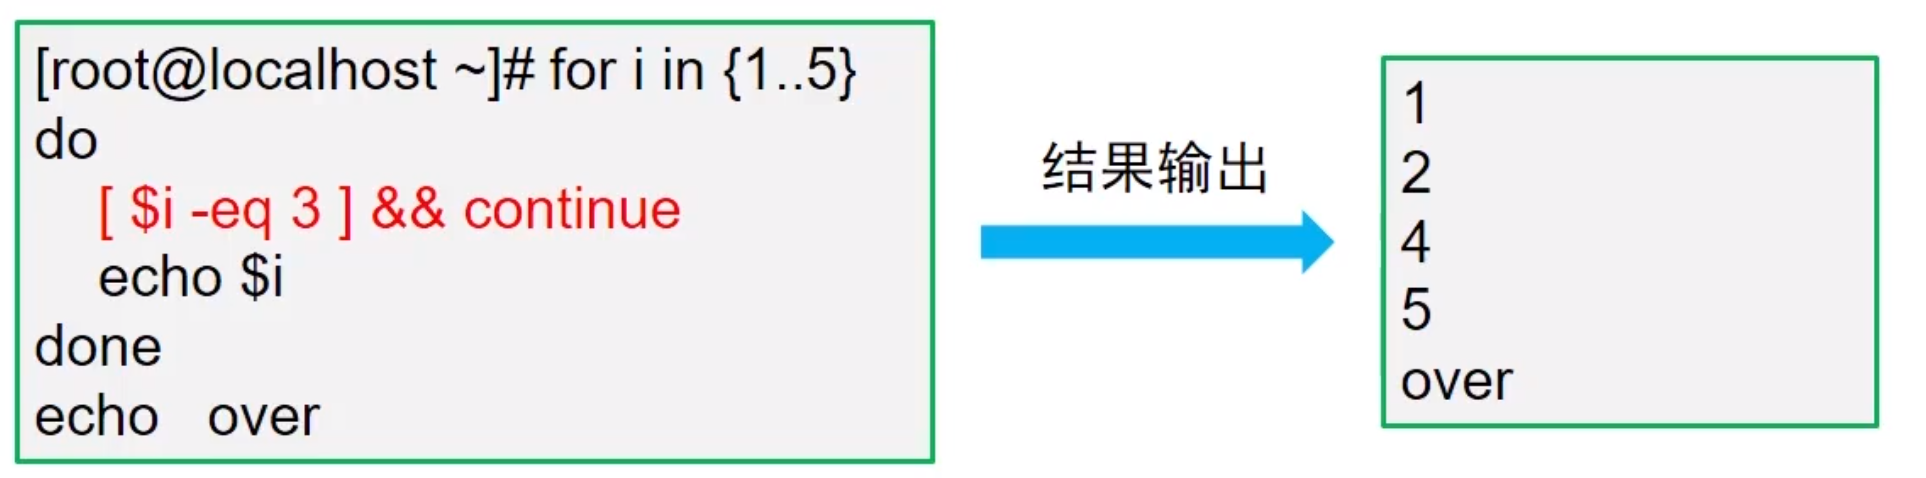 [root@localhost ~]# for i in {1..5}
do
[ $i -eq 3 ] && continue
echo $i
done
echo over
结果输出
1
2
4
5
over